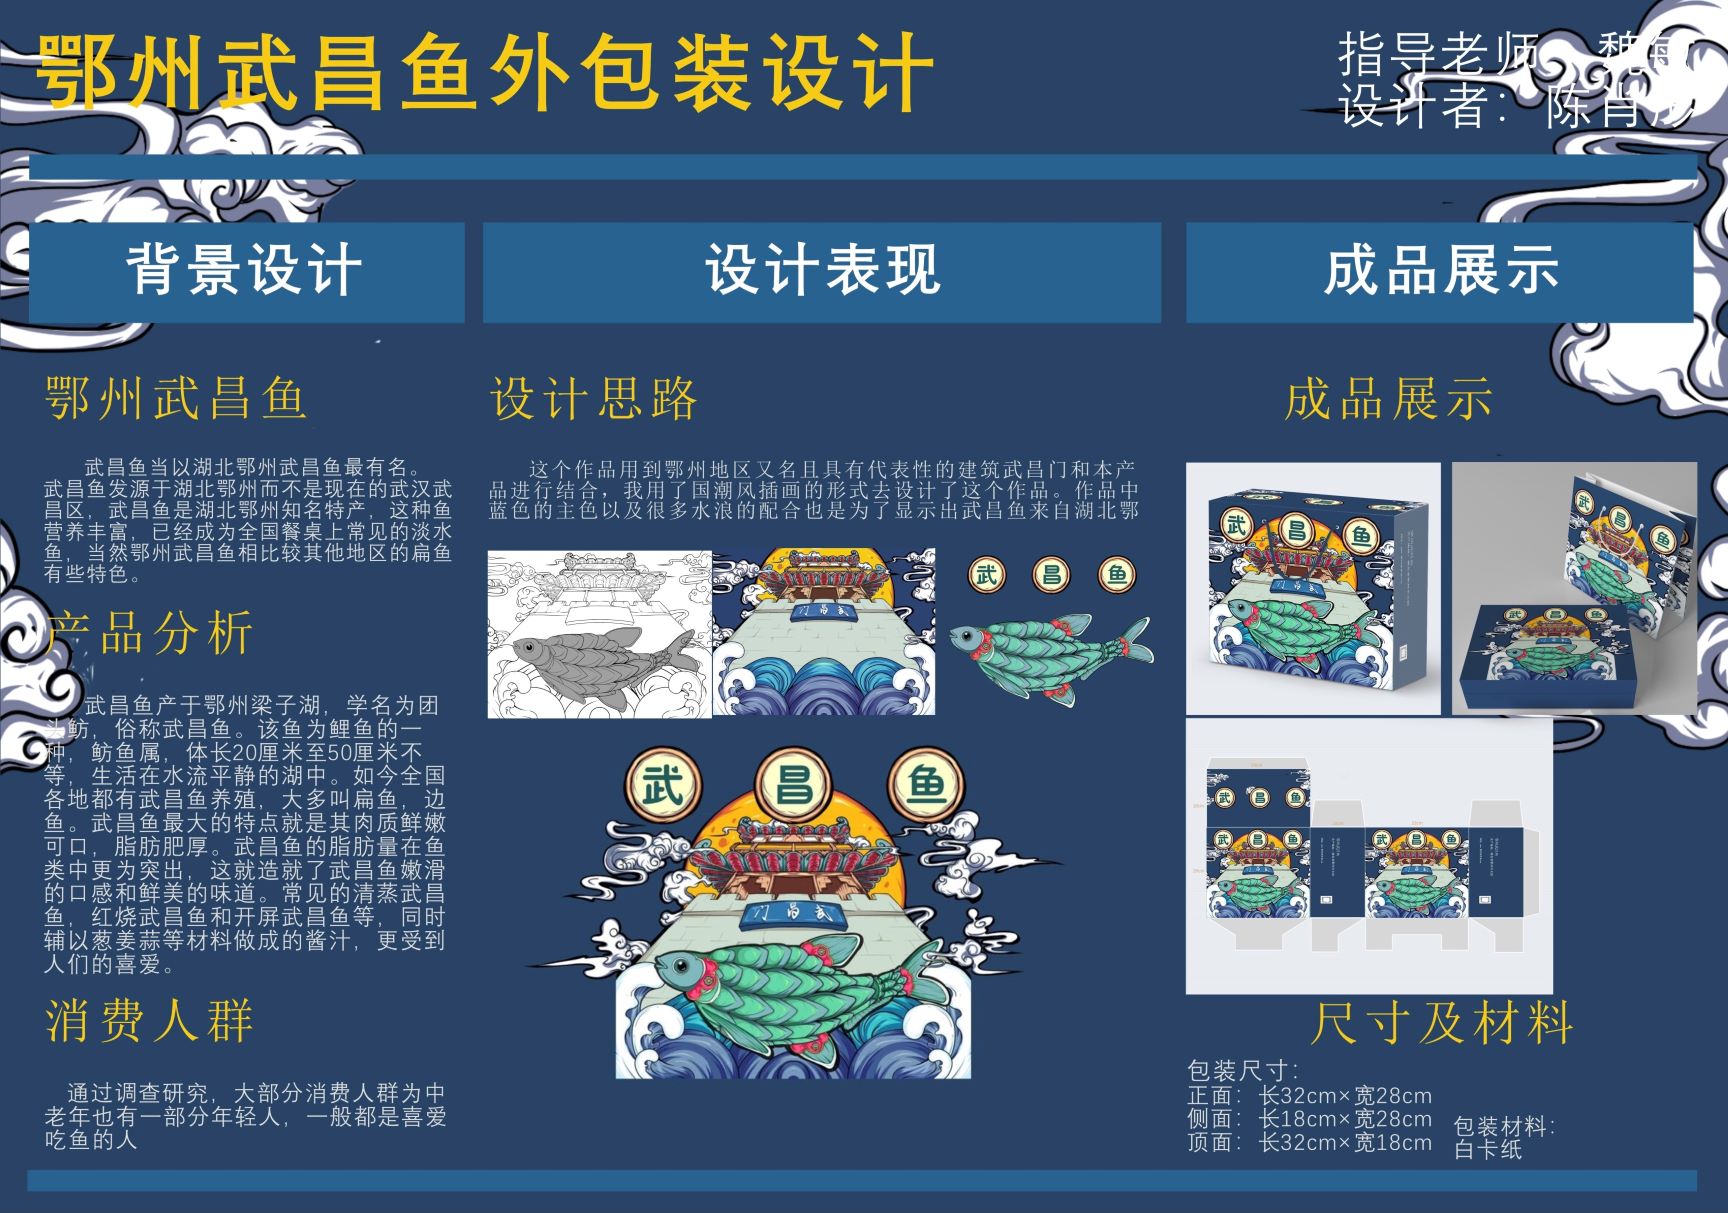 鄂州武昌鱼外包装设计
指导老师：魏敏
设计者：陈肖
背景设计
设计表现
成品展示
鄂州武昌鱼
武昌鱼当以湖北鄂州武昌鱼最有名。
武昌鱼发源于湖北鄂州而不是现在的武汉武
昌区，武昌鱼是湖北鄂州知名特产，这种鱼
营养丰富，已经成为全国餐桌上常见的淡水
鱼，当然鄂州武昌鱼相比较其他地区的扁鱼
有些特色。
产品分析
武昌鱼产于鄂州梁子湖，学名为团
头鲂，俗称武昌鱼。该鱼为鲤鱼的一
种，鲂鱼属，体长20厘米至50厘米不
等，生活在水流平静的湖中。如今全国
各地都有武昌鱼养殖，大多叫扁鱼，边
鱼。武昌鱼最大的特点就是其肉质鲜嫩
可口，脂肪肥厚。武昌鱼的脂肪量在鱼
类中更为突出，这就造就了武昌鱼嫩滑
的口感和鲜美的味道。常见的清蒸武昌
鱼，红烧武昌鱼和开屏武昌鱼等，同时
辅以葱姜蒜等材料做成的酱汁，更受到
人们的喜爱。
消费人群
通过调查研究，大部分消费人群为中
老年也有一部分年轻人，一般都是喜爱
吃鱼的人
设计思路
这个作品用到鄂州地区又名且具有代表性的建筑武昌门和本产
品进行结合，我用了国潮风插画的形式去设计了这个作品。作品中
蓝色的主色以及很多水浪的配合也是为了显示出武昌鱼来自湖北鄂
门昌武
武昌鱼
武昌鱼
门昌武
成品展示
武昌鱼
门昌武
武昌鱼
武昌鱼
武昌鱼
武昌鱼
武昌鱼
尺寸及材料
包装尺寸：
正面：长32cm×宽28cm
侧面：长18cm×宽28cm
顶面：长32cm×宽18cm
包装材料：
白卡纸